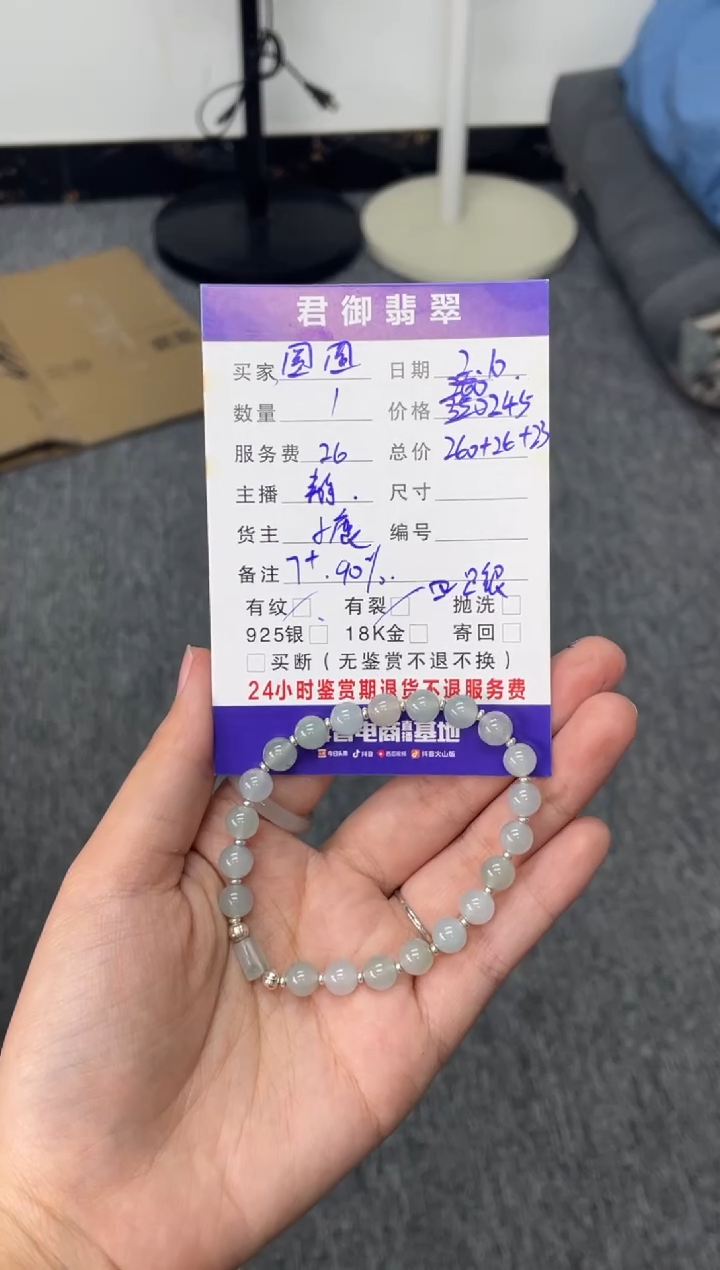 君御翡翠
买家 圆圆 日期 2.6.
数量 1 价格 245
服务费 26 总价 260+26+23
主播 尺寸
货主 编号
备注 7+.90%.
有纹 有裂 抛洗
925银 18K金 寄回
买断(无鉴赏不退不换)
24小时鉴赏期退货不退服务费
电商直播基地
今日头条 抖音 西瓜视频 抖音火山版